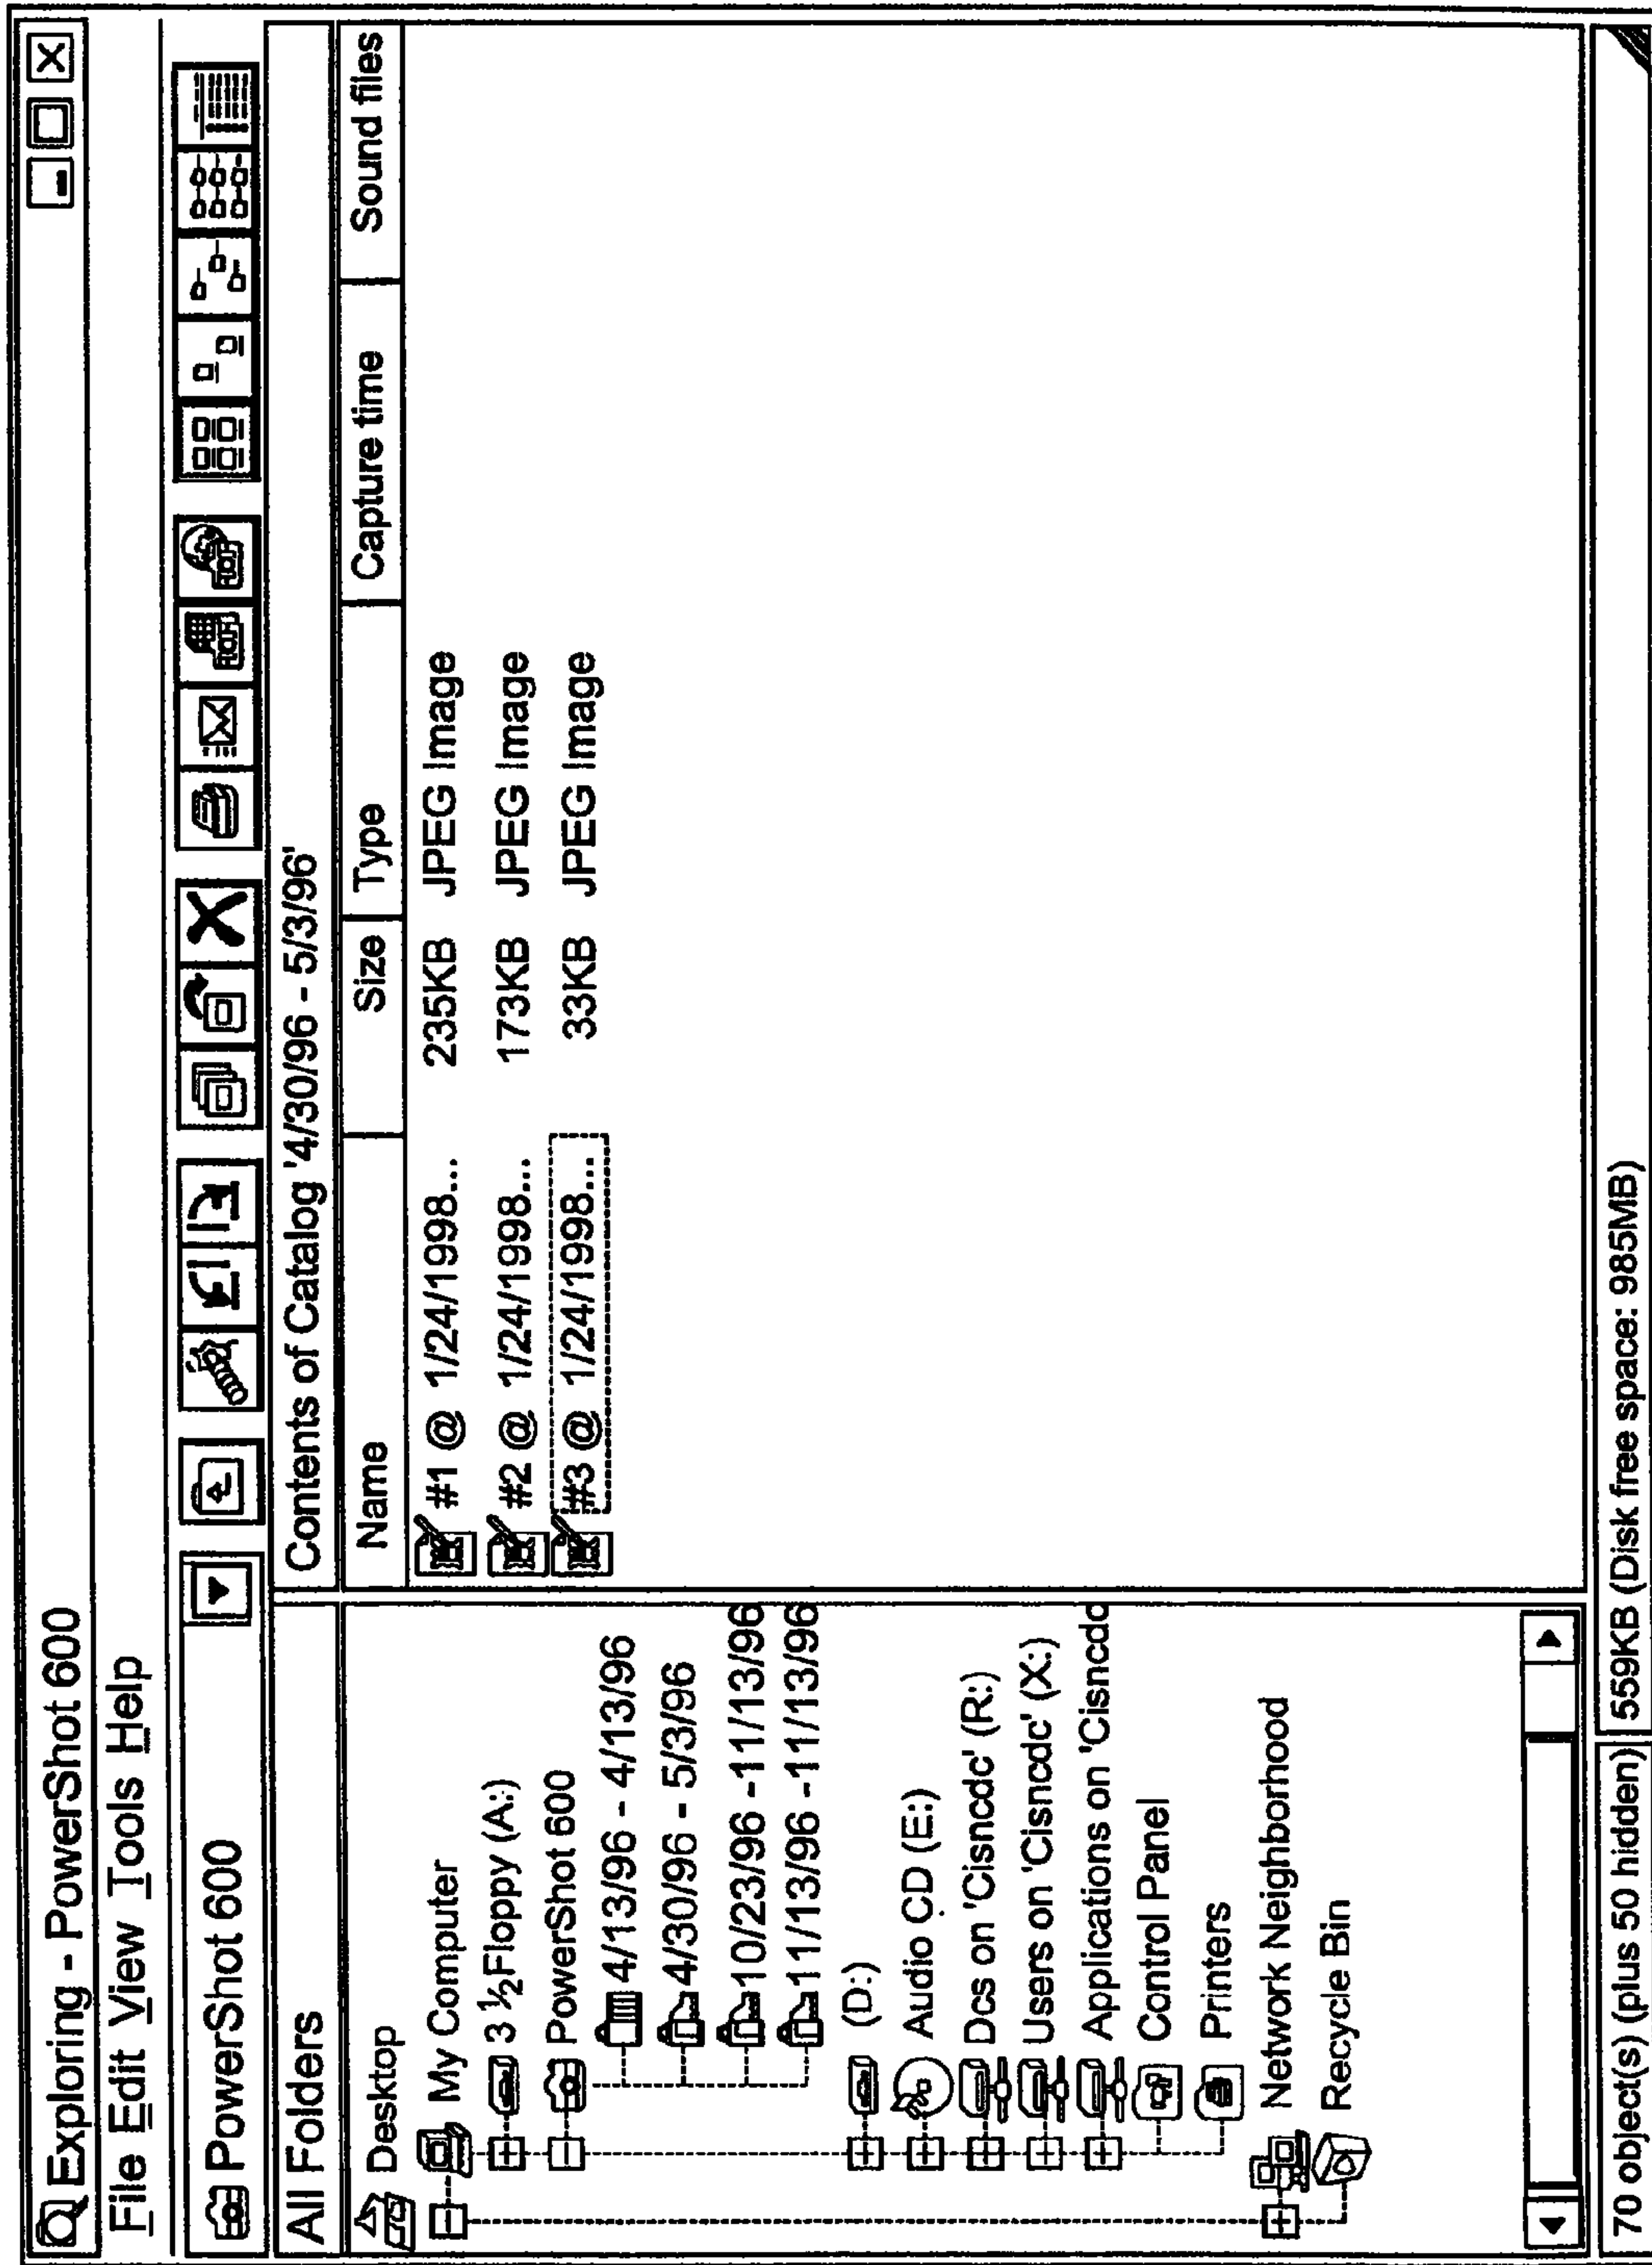 Exploring - PowerShot 600
File Edit View Tools Help
PowerShot 600
All Folders
Contents of Catalog '4/30/96 - 5/3/96'
Desktop
My Computer
3 ½ Floppy (A:)
PowerShot 600
4/13/96 - 4/13/96
4/30/96 - 5/3/96
10/23/96 -11/13/96
11/13/96 -11/13/96
(D:)
Audio CD (E:)
Dcs on 'Cisncdc' (R:)
Users on 'Cisncdc' (X:)
Applications on 'Cisncdc
Control Panel
Printers
Network Neighborhood
Recycle Bin
Name Size Type Capture time Sound files
#1 @ 1/24/1998... 235KB JPEG Image
#2 @ 1/24/1998... 173KB JPEG Image
#3 @ 1/24/1998... 33KB JPEG Image
70 object(s) (plus 50 hidden) 559KB (Disk free space: 985MB)